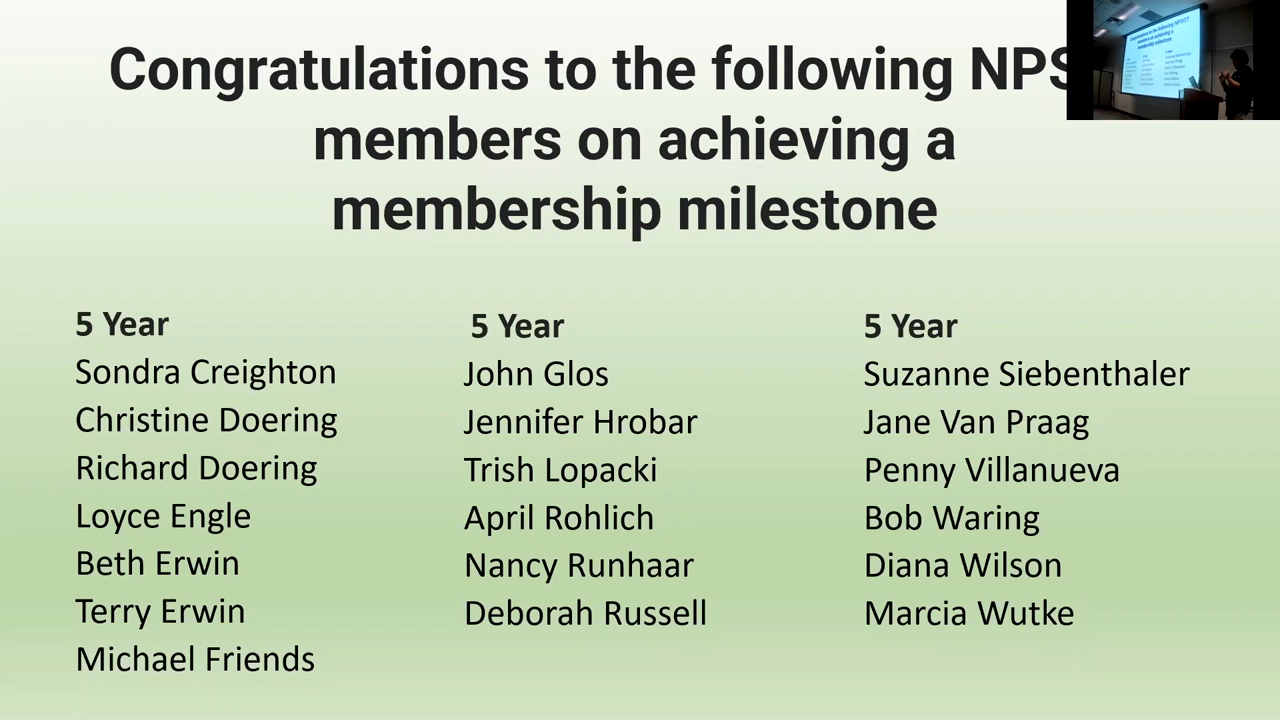 Congratulations to the following
members on achieving a
membership milestone
5 Year
Sondra Creighton
Christine Doering
Richard Doering
Loyce Engle
Beth Erwin
Terry Erwin
Michael Friends
5 Year
John Glos
Jennifer Hrobar
Trish Lopacki
April Rohlich
Nancy Runhaar
Deborah Russell
5 Year
Suzanne Siebenthaler
Jane Van Praag
Penny Villanueva
Bob Waring
Diana Wilson
Marcia Wutke